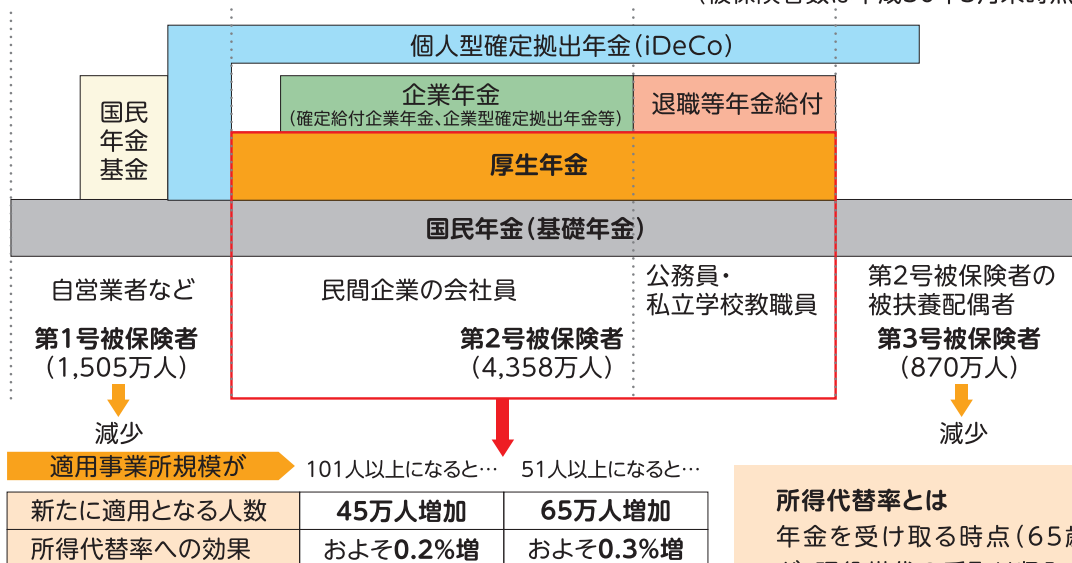 個人型確定拠出年金（iDeCo）
国民
年金
基金
企業年金
（確定給付企業年金、企業型確定拠出年金等）
退職等年金給付
厚生年金
国民年金（基礎年金）
自営業者など
民間企業の会社員
公務員・
私立学校教職員
第2号被保険者の
被扶養配偶者
第1号被保険者
（1,505万人）
第2号被保険者
（4,358万人）
第3号被保険者
（870万人）
減少
減少
適用事業所規模が
101人以上になると…
51人以上になると…
新たに適用となる人数
45万人増加
65万人増加
所得代替率への効果
およそ0.2%増
およそ0.3%増
所得代替率とは
年金を受け取る時点（65歳